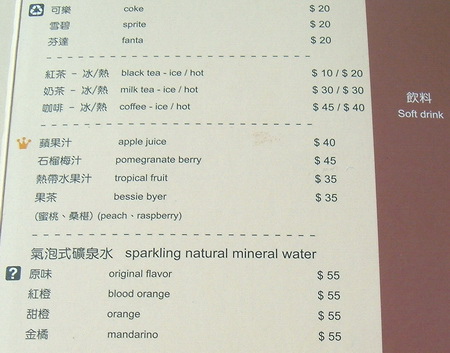 可樂 coke $ 20
雪碧 sprite $ 20
芬達 fanta $ 20
紅茶 - 冰/熱 black tea - ice / hot $ 10 / $ 20
奶茶 - 冰/熱 milk tea - ice / hot $ 30 / $ 30
咖啡 - 冰/熱 coffee - ice / hot $ 45 / $ 40
蘋果汁 apple juice $ 40
石榴梅汁 pomegranate berry $ 45
熱帶水果汁 tropical fruit $ 35
果茶 bessie byer $ 35
(蜜桃、桑椹) (peach、raspberry)
氣泡式礦泉水 sparkling natural mineral water
? 原味 original flavor $ 55
紅橙 blood orange $ 55
甜橙 orange $ 55
金橘 mandarino $ 55
飲料
Soft drink